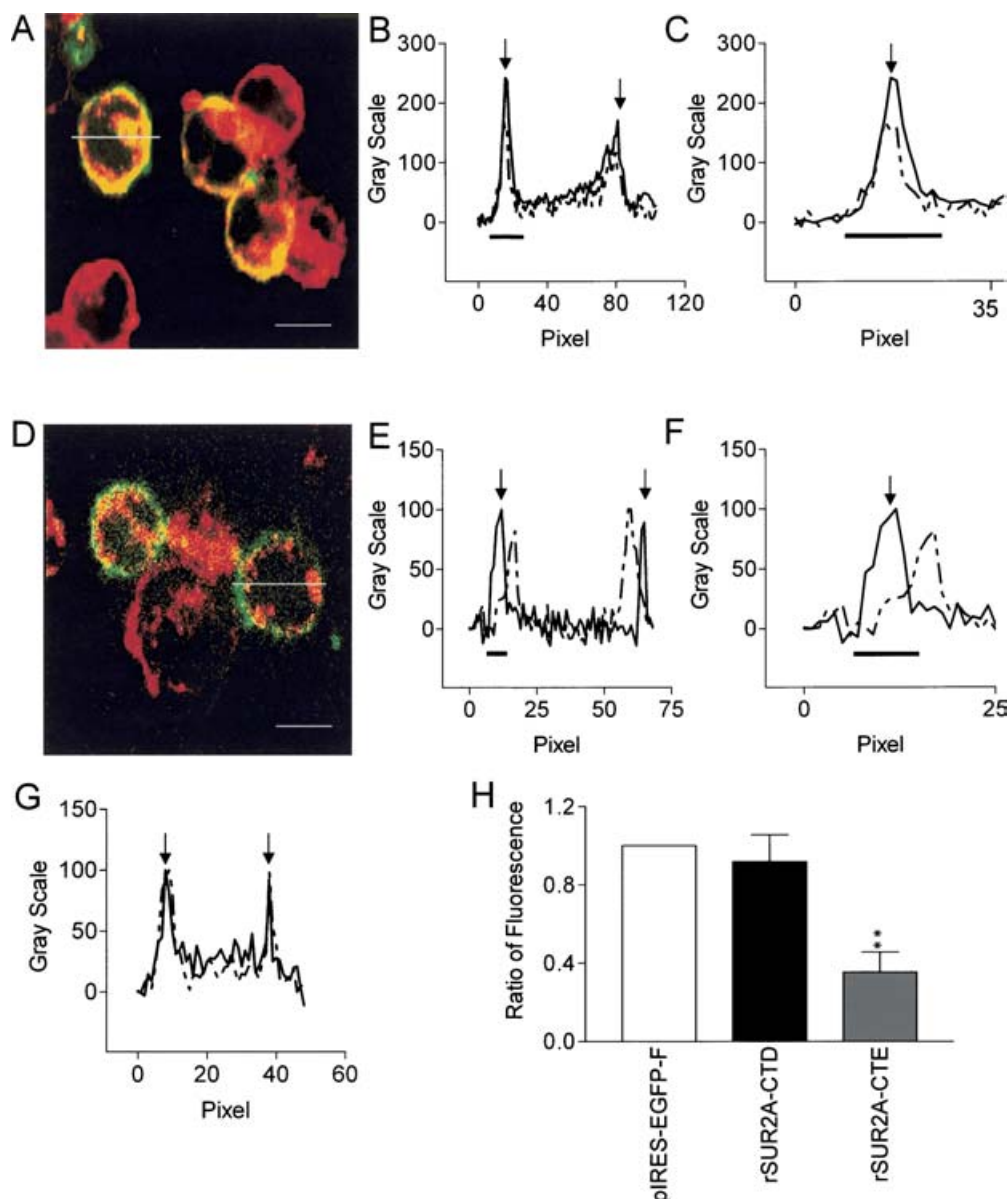 A
B
300
200
100
0
Gray Scale
0 40 80 120
Pixel
C
300
200
100
0
Gray Scale
0 35
Pixel
D
E
150
100
50
0
Gray Scale
0 25 50 75
Pixel
F
150
100
50
0
Gray Scale
0 25
Pixel
G
150
100
50
0
Gray Scale
0 20 40 60
Pixel
H
1.2
0.8
0.4
0.0
Ratio of Fluorescence
**
pIRES-EGFP-F
rSUR2A-CTD
rSUR2A-CTE